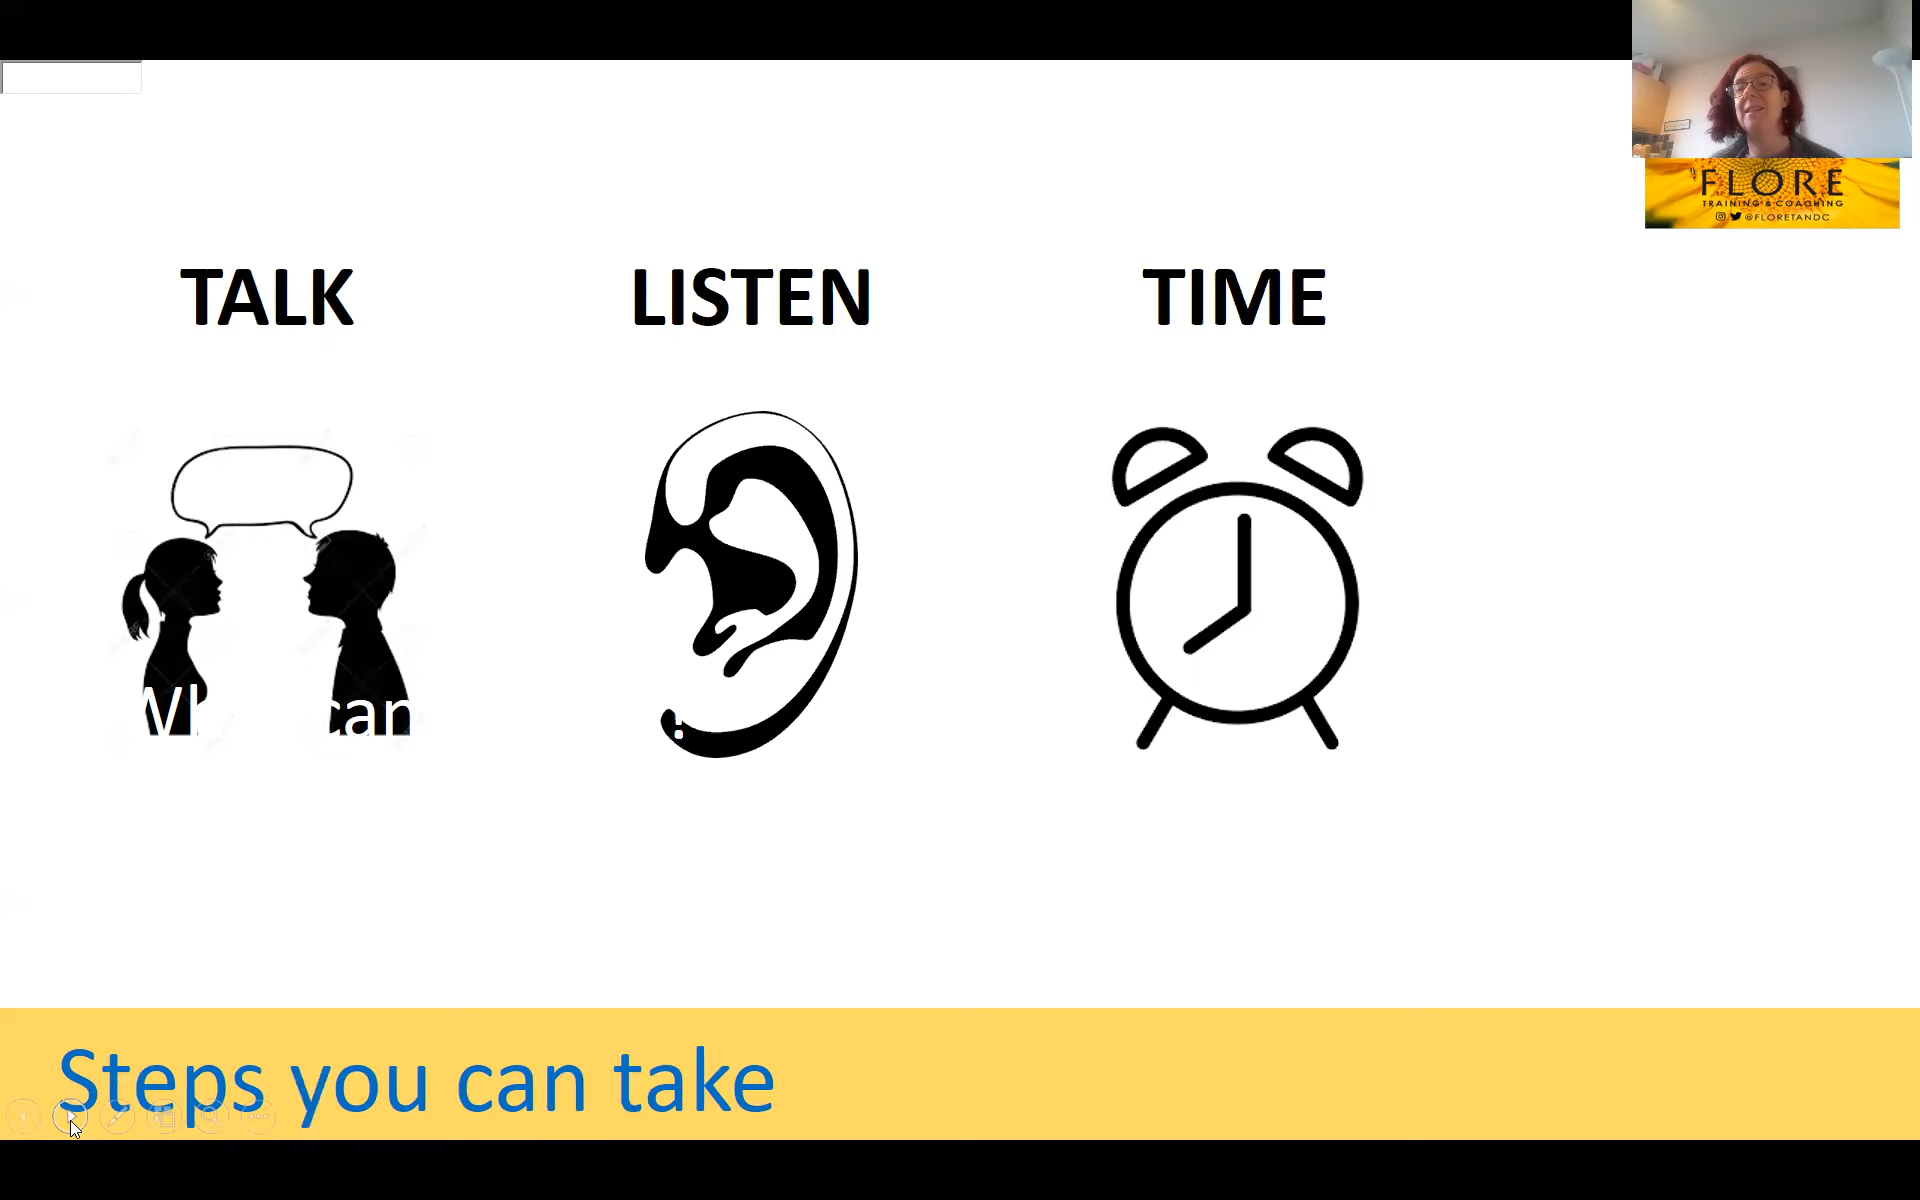 FLORE
TRAINING & COACHING
@FLORETANDC
TALK
LISTEN
TIME
Steps you can take